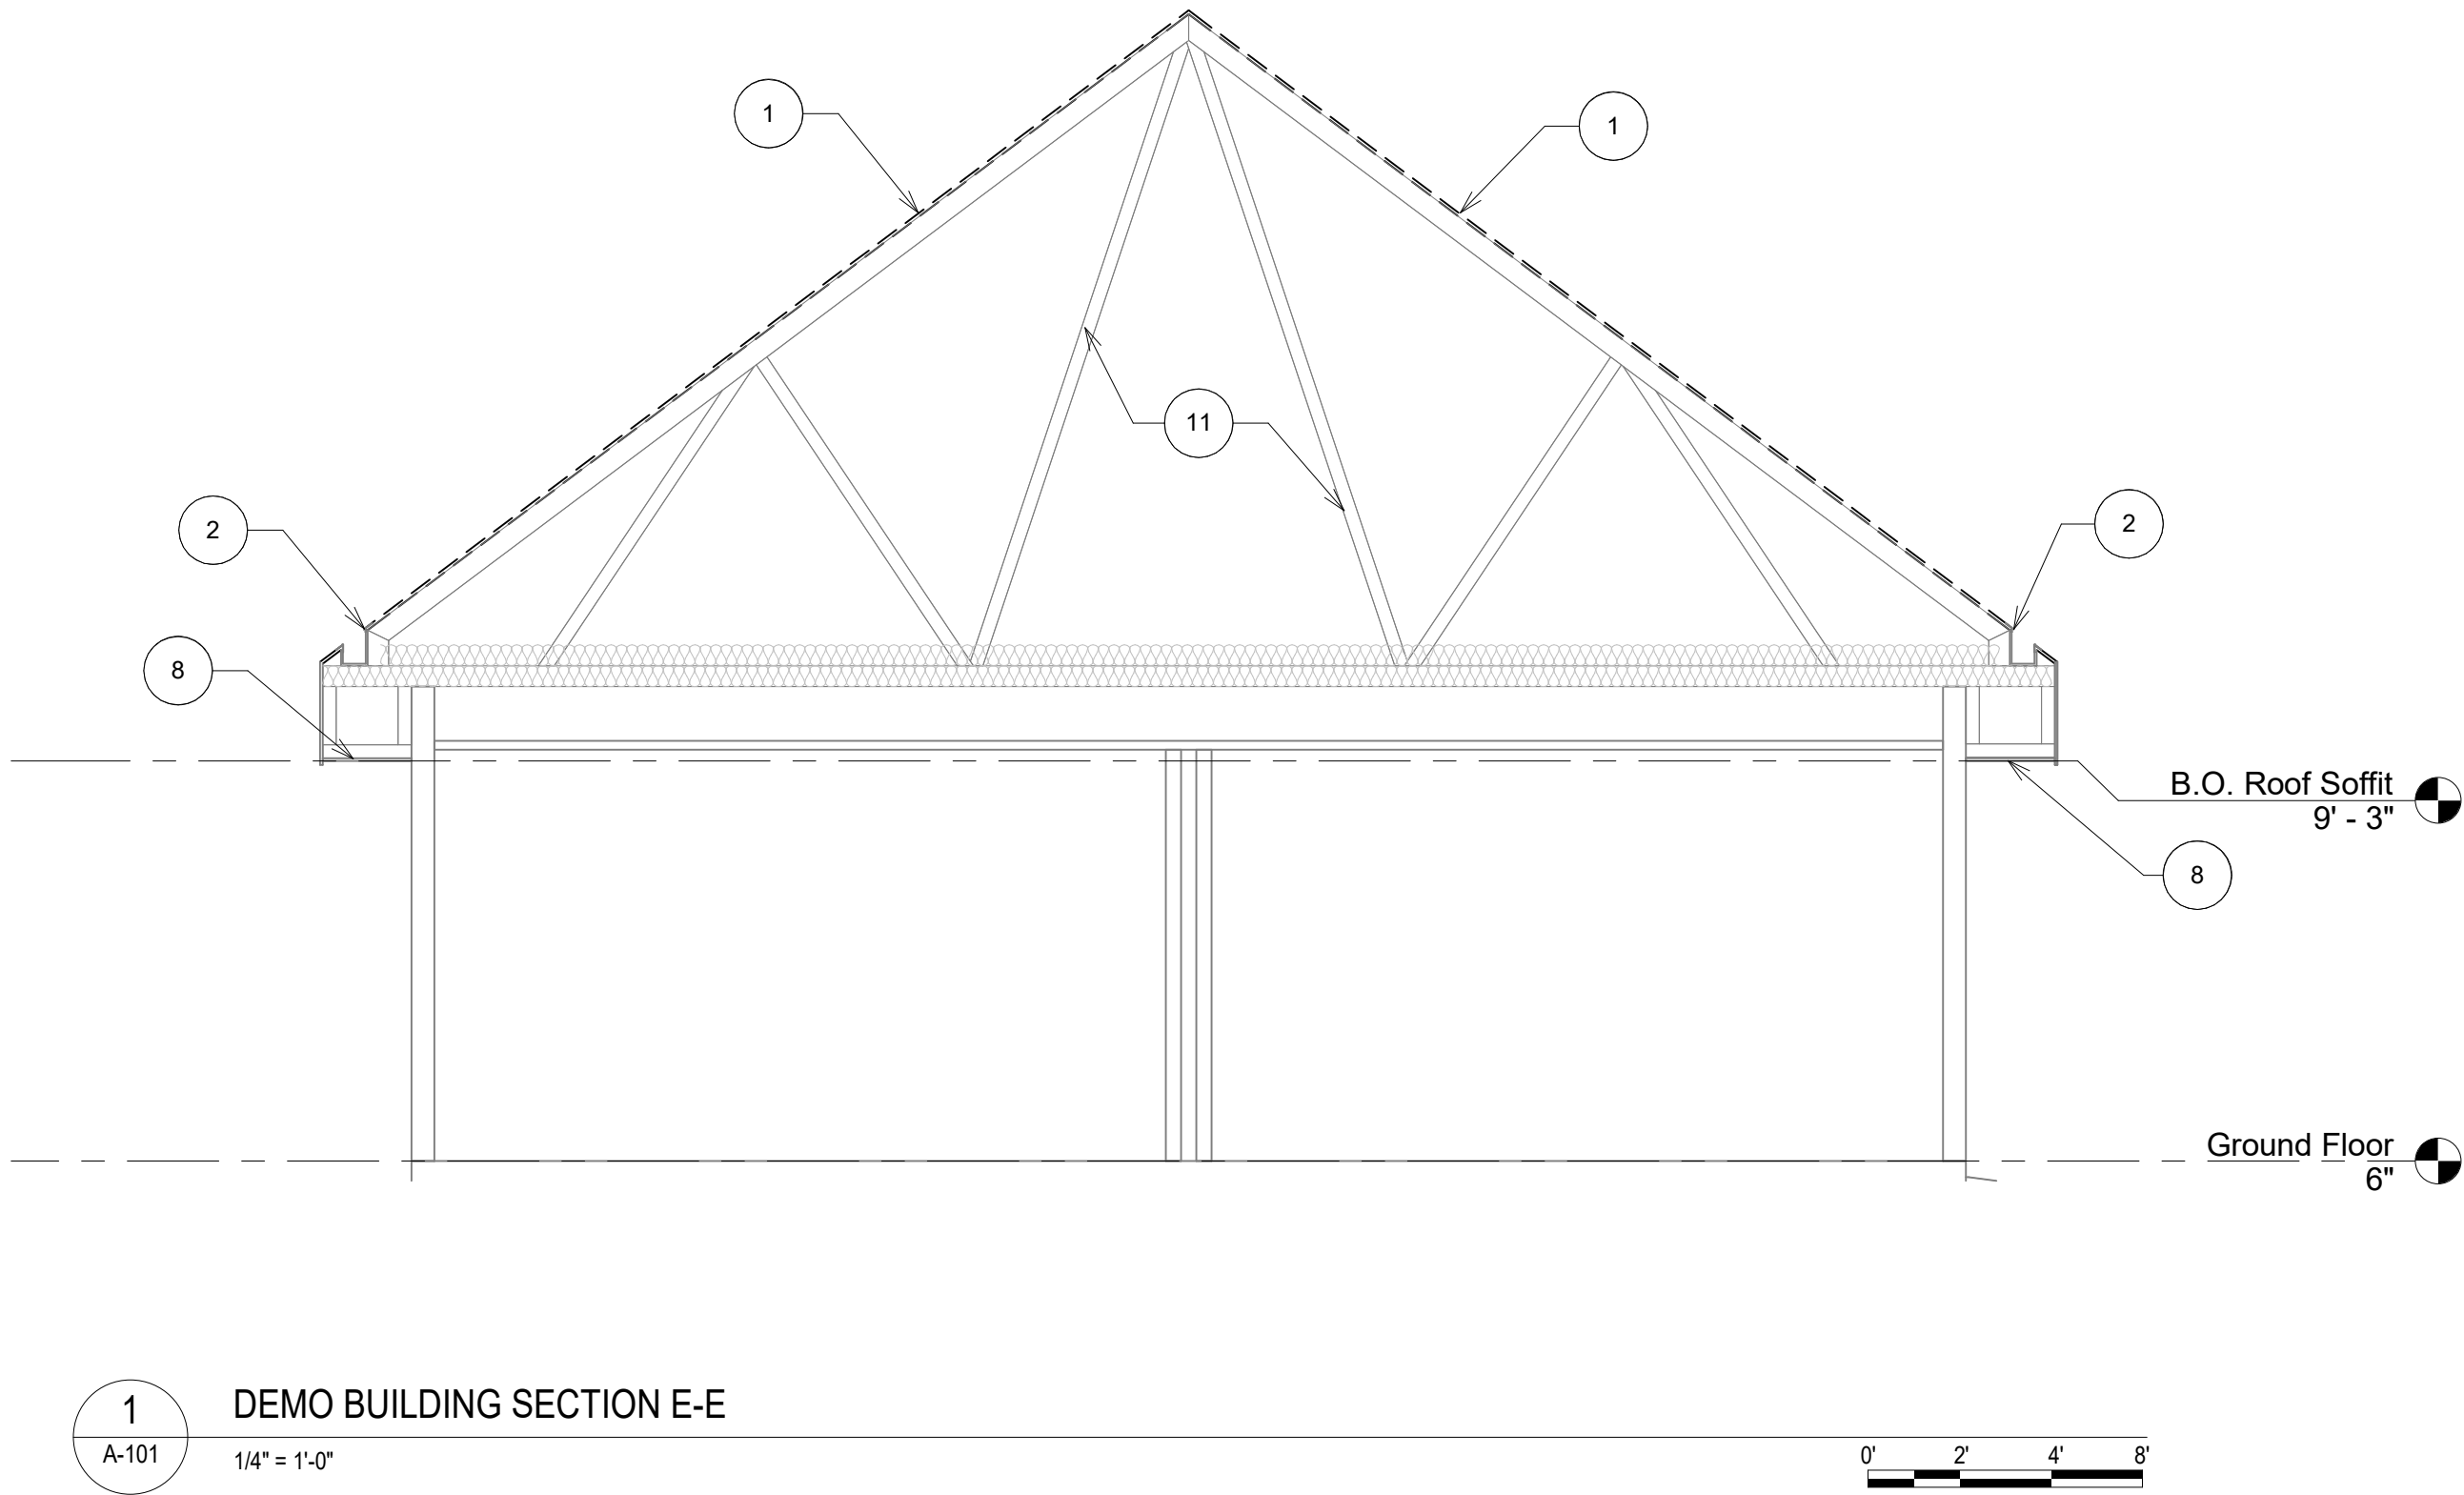 1
1
11
2
2
8
B.O. Roof Soffit
9' - 3"
8
Ground Floor
6"
1
DEMO BUILDING SECTION E-E
A-101
1/4" = 1'-0"
0' 2' 4' 8'